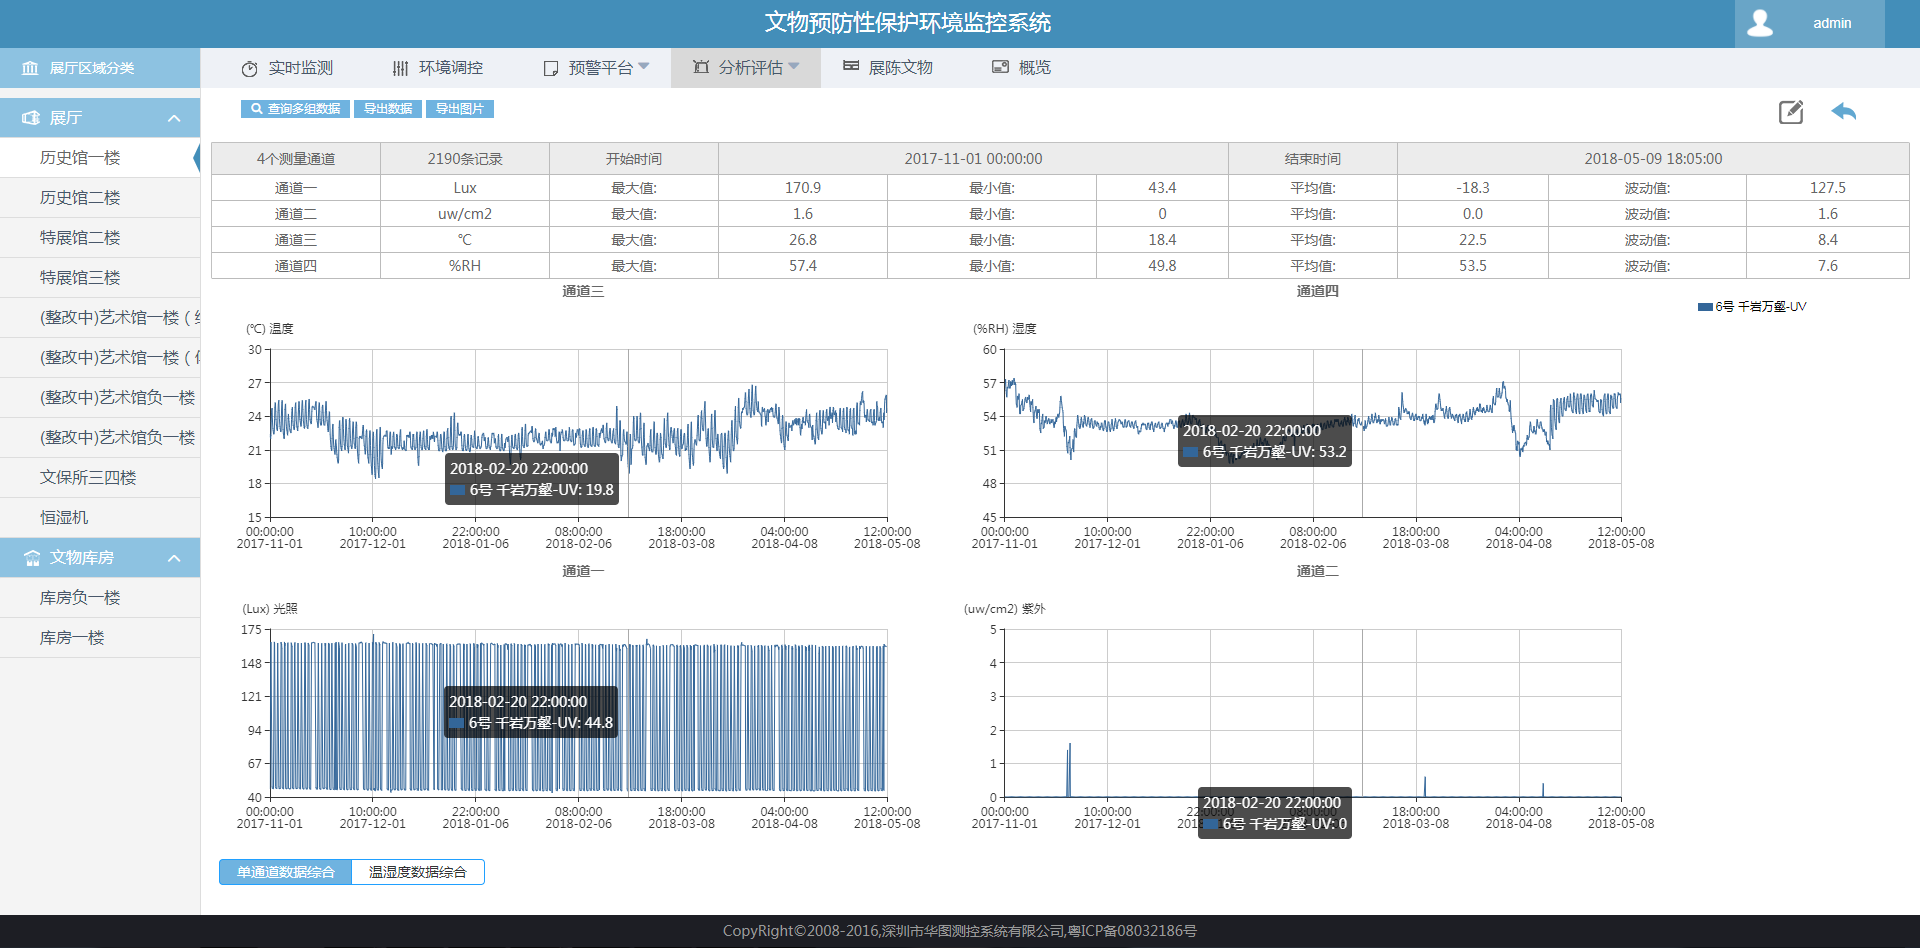 文物预防性保护环境监控系统
admin
展厅区域分类
实时监测
环境调控
预警平台
分析评估
展陈文物
概览
展厅
历史馆一楼
历史馆二楼
特展馆二楼
特展馆三楼
(整改中)艺术馆一楼（
(整改中)艺术馆一楼（
(整改中)艺术馆负一楼
(整改中)艺术馆负一楼
文保所三四楼
恒湿机
文物库房
库房负一楼
库房一楼
查询多组数据 导出数据 导出图片
4个测量通道 2190条记录 开始时间 2017-11-01 00:00:00 结束时间 2018-05-09 18:05:00
通道一 Lux 最大值: 170.9 最小值: 43.4 平均值: -18.3 波动值: 127.5
通道二 uw/cm2 最大值: 1.6 最小值: 0 平均值: 0.0 波动值: 1.6
通道三 ℃ 最大值: 26.8 最小值: 18.4 平均值: 22.5 波动值: 8.4
通道四 %RH 最大值: 57.4 最小值: 49.8 平均值: 53.5 波动值: 7.6
通道三
(℃) 温度
30
27
24
21
18
15
2018-02-20 22:00:00
6号 千岩万壑-UV: 19.8
00:00:00 10:00:00 22:00:00 08:00:00 18:00:00 04:00:00 12:00:00
2017-11-01 2017-12-01 2018-01-06 2018-02-06 2018-03-08 2018-04-08 2018-05-08
通道四
6号 千岩万壑-UV
(%RH) 湿度
60
57
54
51
48
45
2018-02-20 22:00:00
6号 千岩万壑-UV: 53.2
00:00:00 10:00:00 22:00:00 08:00:00 18:00:00 04:00:00 12:00:00
2017-11-01 2017-12-01 2018-01-06 2018-02-06 2018-03-08 2018-04-08 2018-05-08
通道一
(Lux) 光照
175
148
121
94
67
40
2018-02-20 22:00:00
6号 千岩万壑-UV: 44.8
00:00:00 10:00:00 22:00:00 08:00:00 18:00:00 04:00:00 12:00:00
2017-11-01 2017-12-01 2018-01-06 2018-02-06 2018-03-08 2018-04-08 2018-05-08
通道二
(uw/cm2) 紫外
5
4
3
2
1
0
2018-02-20 22:00:00
6号 千岩万壑-UV: 0
00:00:00 10:00:00 18:00:00 04:00:00 12:00:00
2017-11-01 2017-12-01 2018-03-08 2018-04-08 2018-05-08
单通道数据综合 温湿度数据综合
CopyRight©2008-2016,深圳市华图测控系统有限公司,粤ICP备08032186号